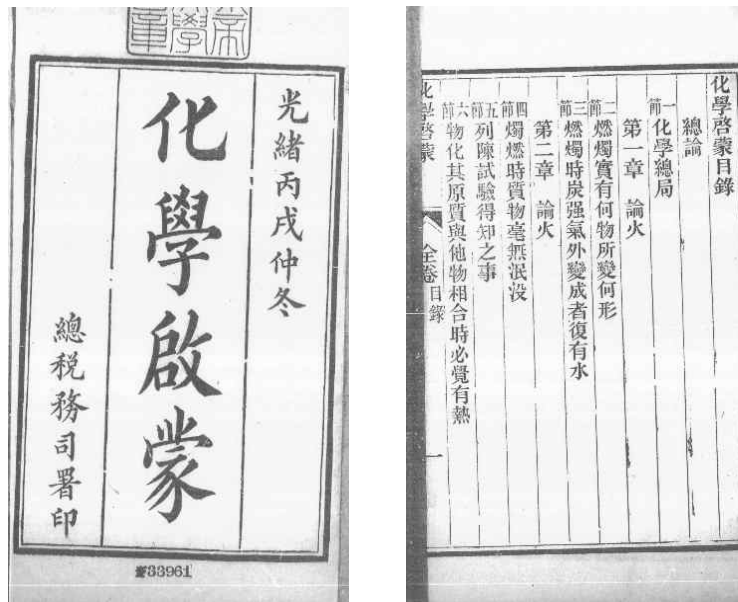 光緒丙戌仲冬
化學啟蒙
總税務司署印
33961
化學啓蒙目錄
總論
一節 化學總局
第一章 論火
二節 燃燭實有何物所變何形
三節 燃燭時炭强氣外變成者復有水
第二章 論火
四節 燭燃時質物毫無泯没
五節 列陳試驗得知之事
六節 物化其原質與他物相合時必覺有熱
化學啓蒙 全卷目錄 一